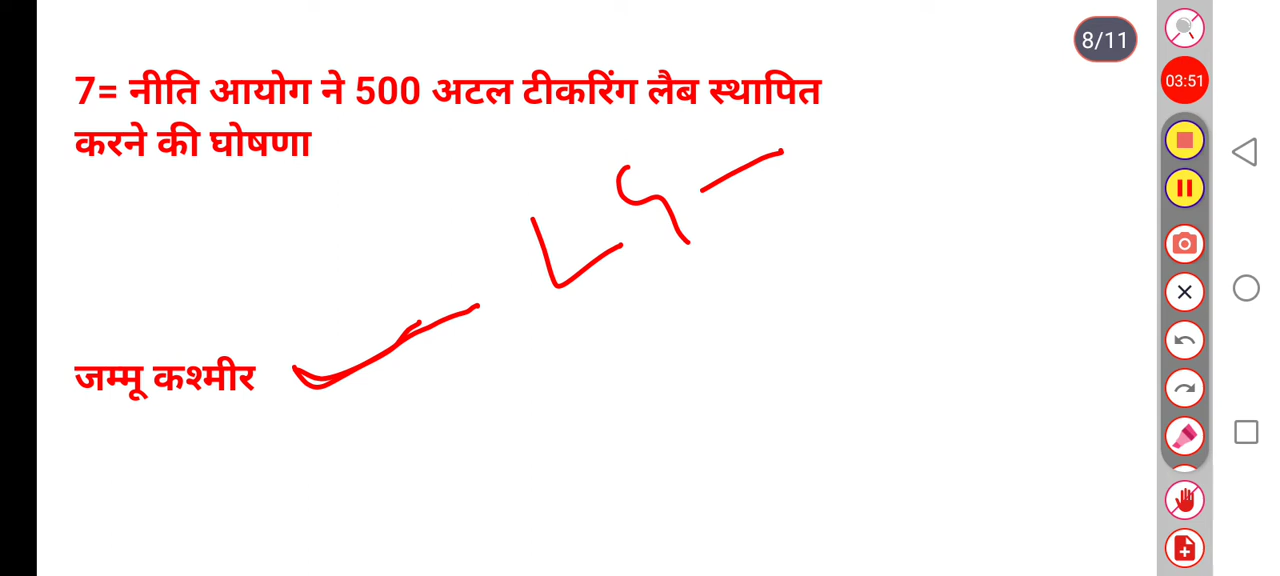 8/11
7= नीति आयोग ने 500 अटल टीकरिंग लैब स्थापित
करने की घोषणा
03:51
जम्मू कश्मीर